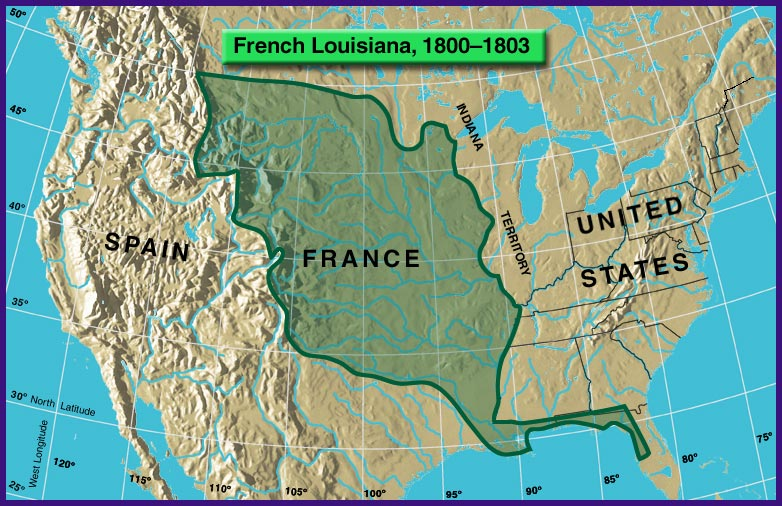 French Louisiana, 1800–1803
50°
45°
40°
35°
30° North Latitude
25°
West Longitude
120°
115°
110°
105°
100°
95°
90°
85°
80°
75°
INDIANA
TERRITORY
UNITED
STATES
SPAIN
FRANCE